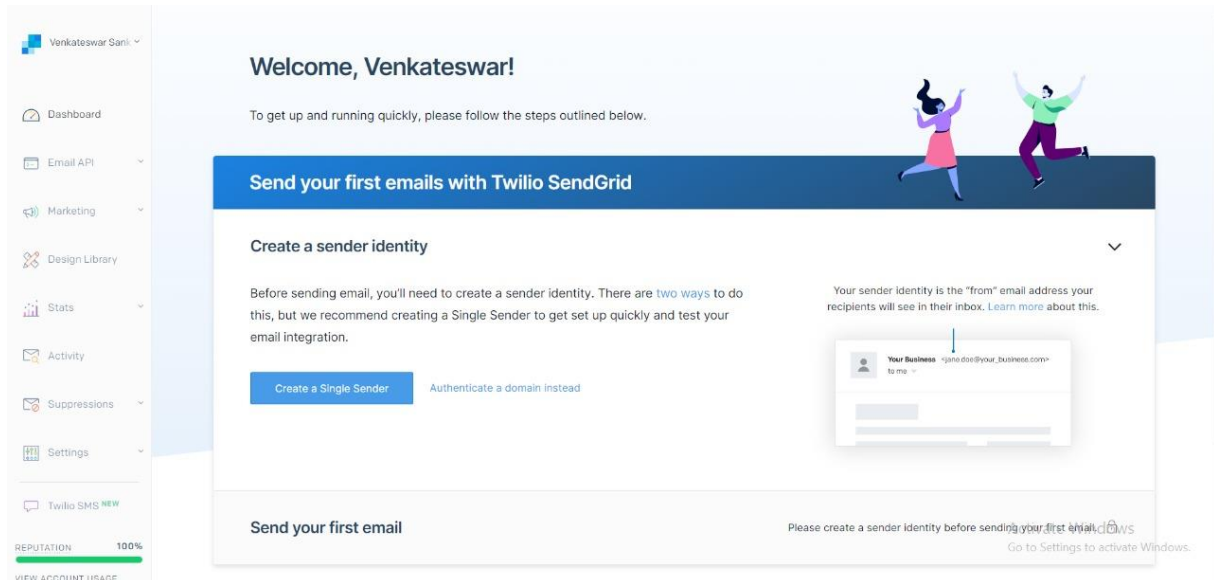 Venkateswar Sank
Dashboard
Email API
Marketing
Design Library
Stats
Activity
Suppressions
Settings
Twilio SMS NEW
REPUTATION 100%
VIEW ACCOUNT USAGE
Welcome, Venkateswar!
To get up and running quickly, please follow the steps outlined below.
Send your first emails with Twilio SendGrid
Create a sender identity
Before sending email, you'll need to create a sender identity. There are two ways to do
this, but we recommend creating a Single Sender to get set up quickly and test your
email integration.
Create a Single Sender Authenticate a domain instead
Your sender identity is the "from" email address your
recipients will see in their inbox. Learn more about this.
Your Business <jane.doe@your_business.com>
to me
Send your first email
Please create a sender identity before sending your first email.
Activate Windows
Go to Settings to activate Windows.